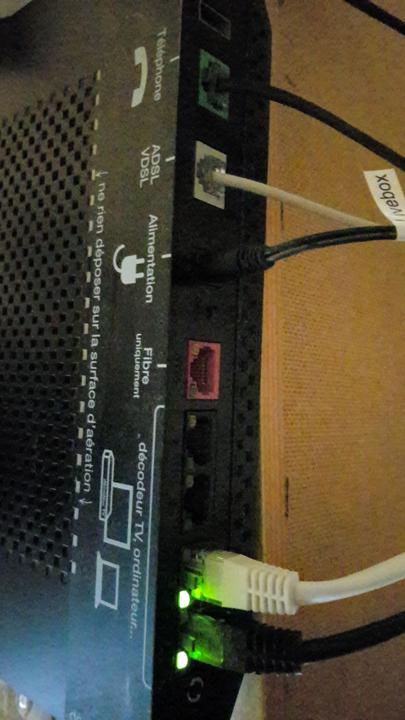 Téléphone
ADSL
VDSL
Alimentation
Fibre
uniquement
décodeur TV, ordinateur...
ne rien déposer sur la surface d'aération
livebox